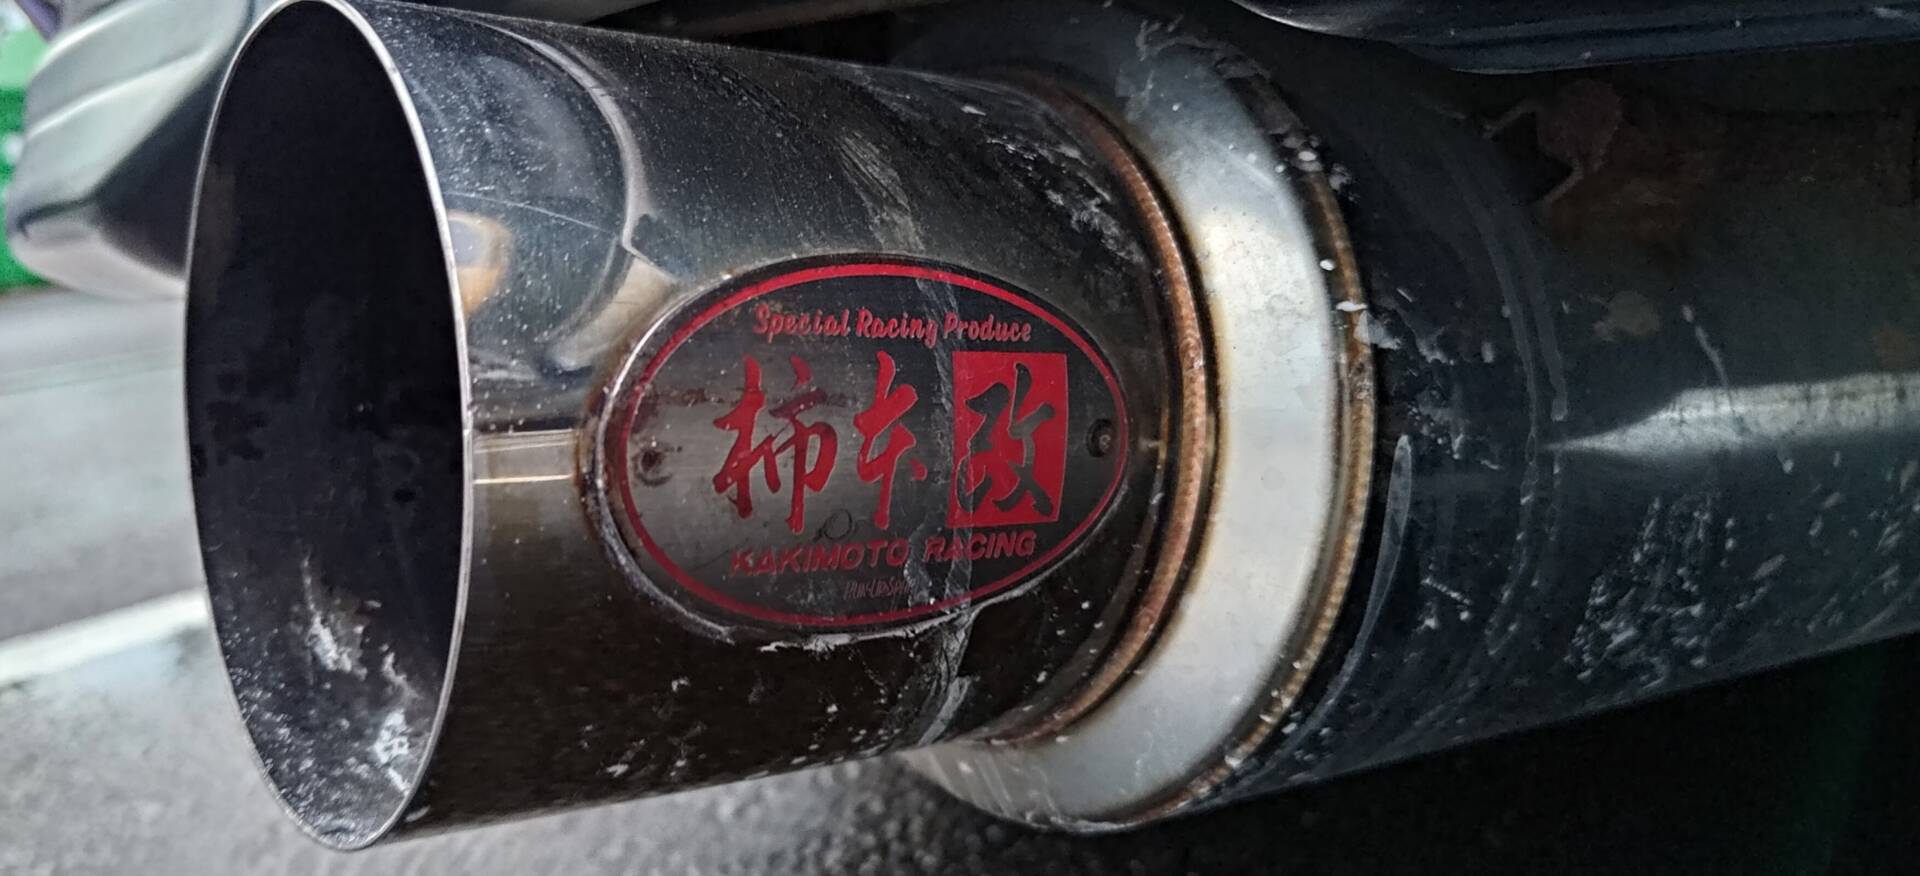 Special Racing Produce
柿本改
KAKIMOTO RACING